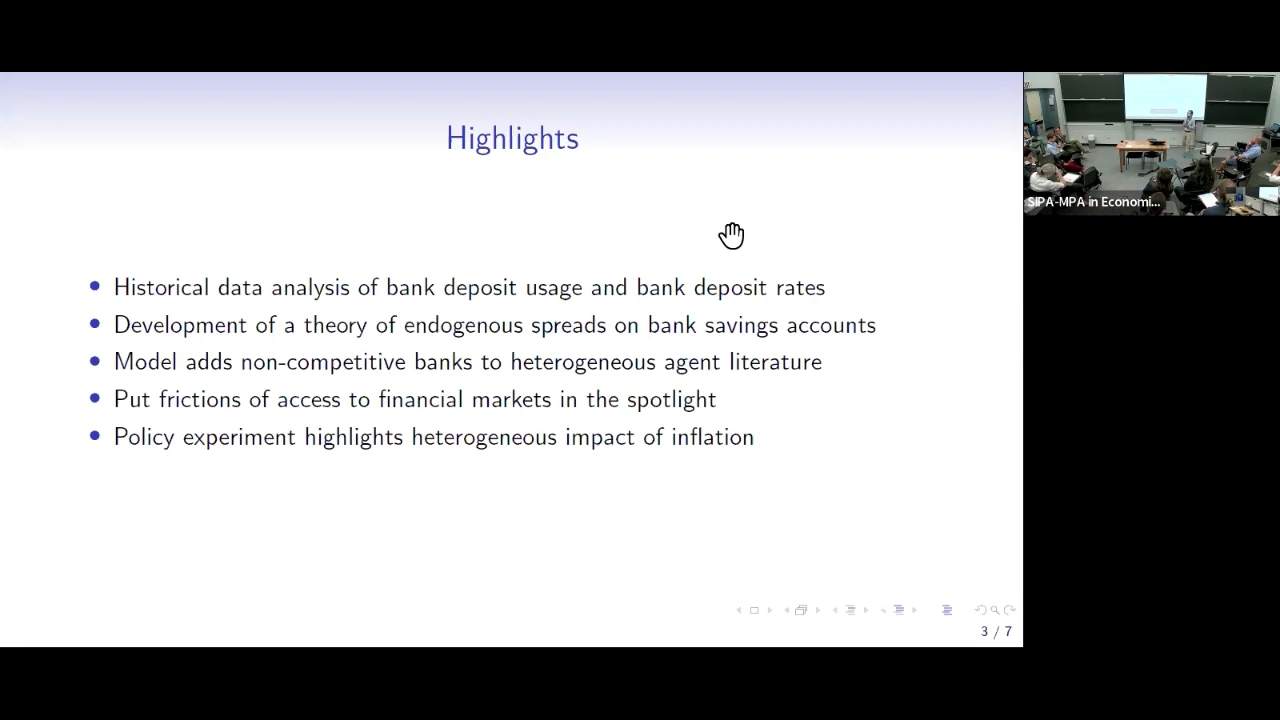 Highlights
SIPA-MPA in Economi...
Historical data analysis of bank deposit usage and bank deposit rates
Development of a theory of endogenous spreads on bank savings accounts
Model adds non-competitive banks to heterogeneous agent literature
Put frictions of access to financial markets in the spotlight
Policy experiment highlights heterogeneous impact of inflation
3 / 7